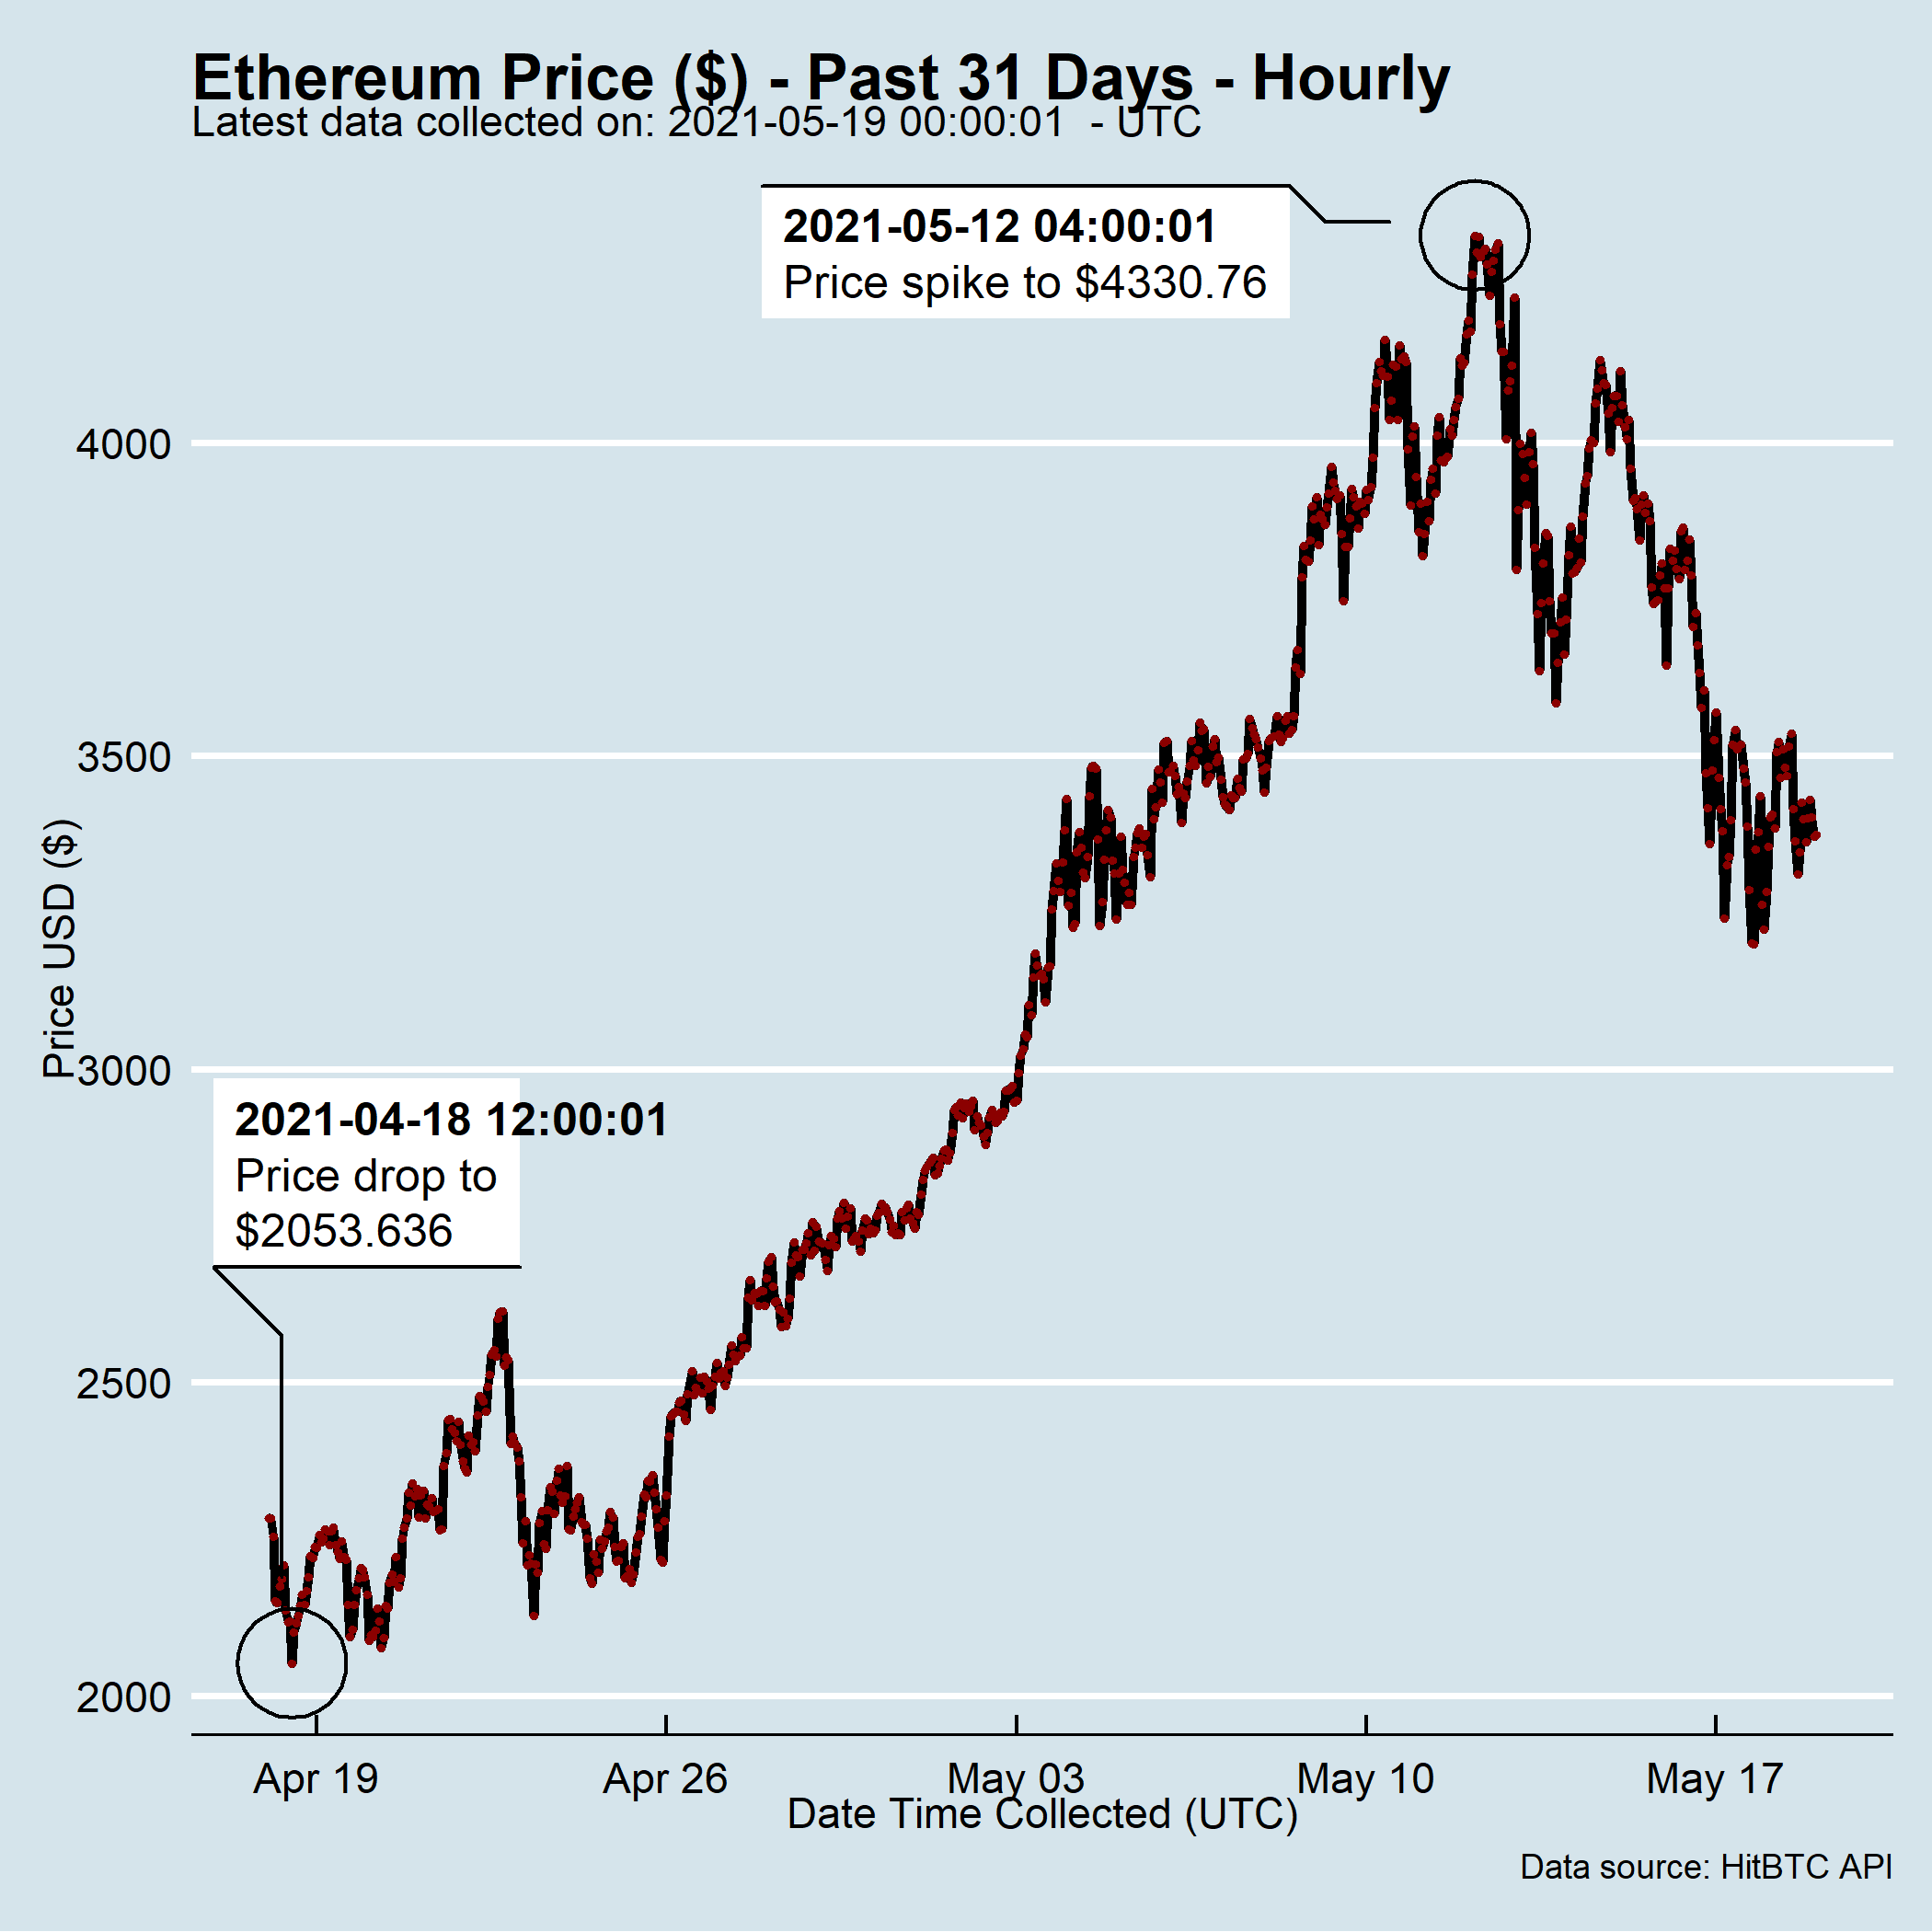 Ethereum Price ($) - Past 31 Days - Hourly
Latest data collected on: 2021-05-19 00:00:01  - UTC
2021-05-12 04:00:01
Price spike to $4330.76
4000
3500
3000
2500
2000
Price USD ($)
2021-04-18 12:00:01
Price drop to
$2053.636
Apr 19
Apr 26
May 03
May 10
May 17
Date Time Collected (UTC)
Data source: HitBTC API